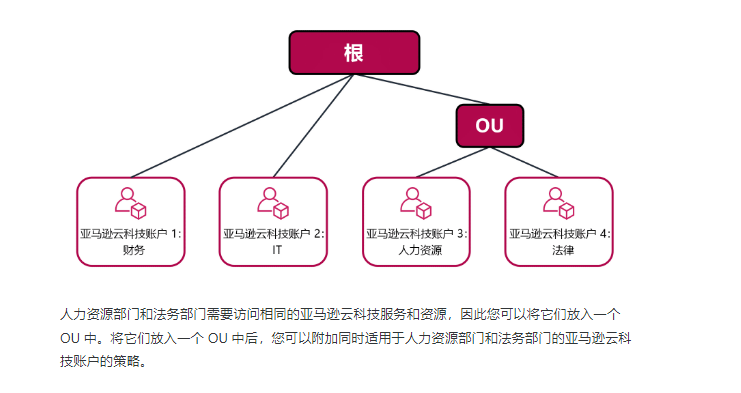 根
OU
亚马逊云科技账户 1:
财务
亚马逊云科技账户 2:
IT
亚马逊云科技账户 3:
人力资源
亚马逊云科技账户 4:
法律
人力资源部门和法务部门需要访问相同的亚马逊云科技服务和资源，因此您可以将它们放入一个
OU 中。将它们放入一个 OU 中后，您可以附加同时适用于人力资源部门和法务部门的亚马逊云科
技账户的策略。